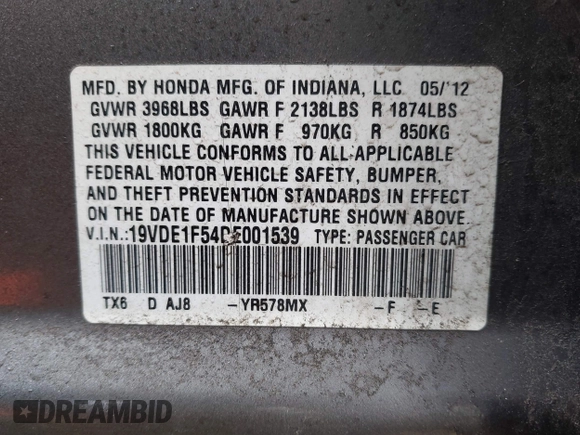 MFD. BY HONDA MFG. OF INDIANA, LLC 05/'12
GVWR 3968LBS GAWR F 2138LBS R 1874LBS
GVWR 1800KG GAWR F 970KG R 850KG
THIS VEHICLE CONFORMS TO ALL APPLICABLE
FEDERAL MOTOR VEHICLE SAFETY, BUMPER,
AND THEFT PREVENTION STANDARDS IN EFFECT
ON THE DATE OF MANUFACTURE SHOWN ABOVE.
V.I.N.:19VDE1F54DE001539 TYPE: PASSENGER CAR
TX6 D AJ8 -YR578MX -F -E
DREAMBID